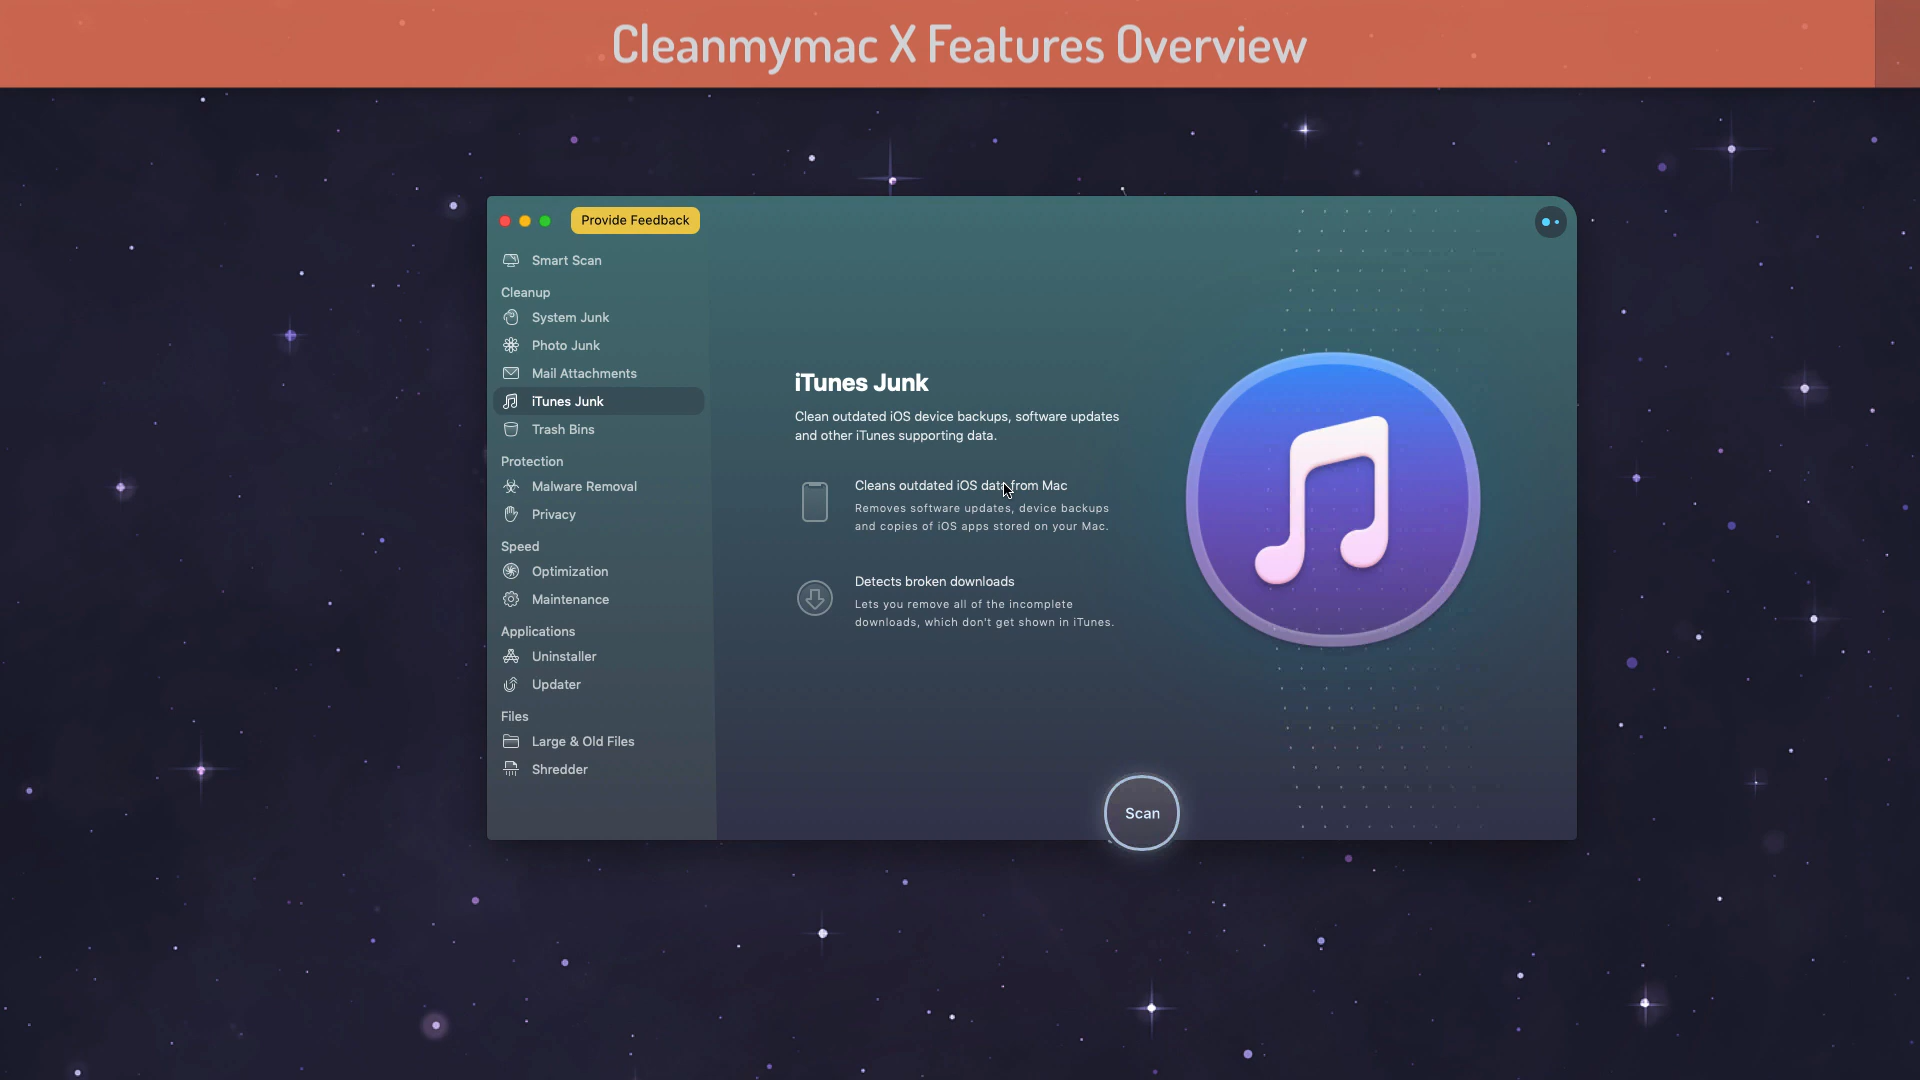 Cleanmymac X Features Overview
Provide Feedback
Smart Scan
Cleanup
System Junk
Photo Junk
Mail Attachments
iTunes Junk
Trash Bins
Protection
Malware Removal
Privacy
Speed
Optimization
Maintenance
Applications
Uninstaller
Updater
Files
Large & Old Files
Shredder
iTunes Junk
Clean outdated iOS device backups, software updates
and other iTunes supporting data.
Cleans outdated iOS data from Mac
Removes software updates, device backups
and copies of iOS apps stored on your Mac.
Detects broken downloads
Lets you remove all of the incomplete
downloads, which don't get shown in iTunes.
Scan